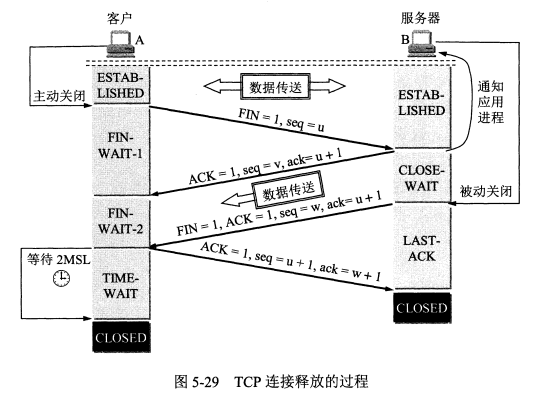 客户
服务器
A
B
ESTAB-
LISHED
数据传送
ESTAB-
LISHED
通知
应用
进程
主动关闭
FIN = 1, seq = u
FIN-
WAIT-1
ACK = 1, seq = v, ack= u + 1
CLOSE-
WAIT
数据传送
被动关闭
FIN-
WAIT-2
FIN = 1, ACK = 1, seq = w, ack= u + 1
LAST-
ACK
ACK = 1, seq = u + 1, ack = w + 1
等待 2MSL
TIME-
WAIT
CLOSED
CLOSED
图 5-29 TCP 连接释放的过程